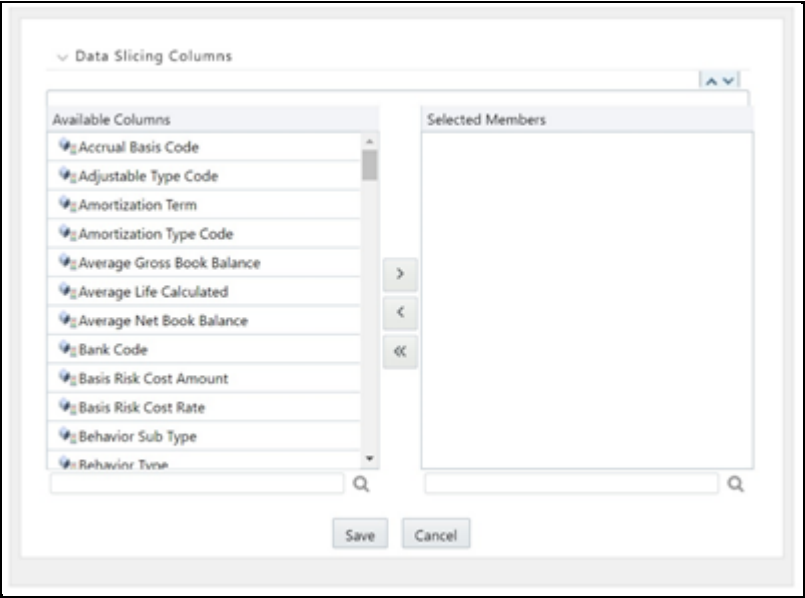 Data Slicing Columns
Available Columns
Selected Members
Accrual Basis Code
Adjustable Type Code
Amortization Term
Amortization Type Code
Average Gross Book Balance
Average Life Calculated
Average Net Book Balance
Bank Code
Basis Risk Cost Amount
Basis Risk Cost Rate
Behavior Sub Type
Behavior Type
Save
Cancel